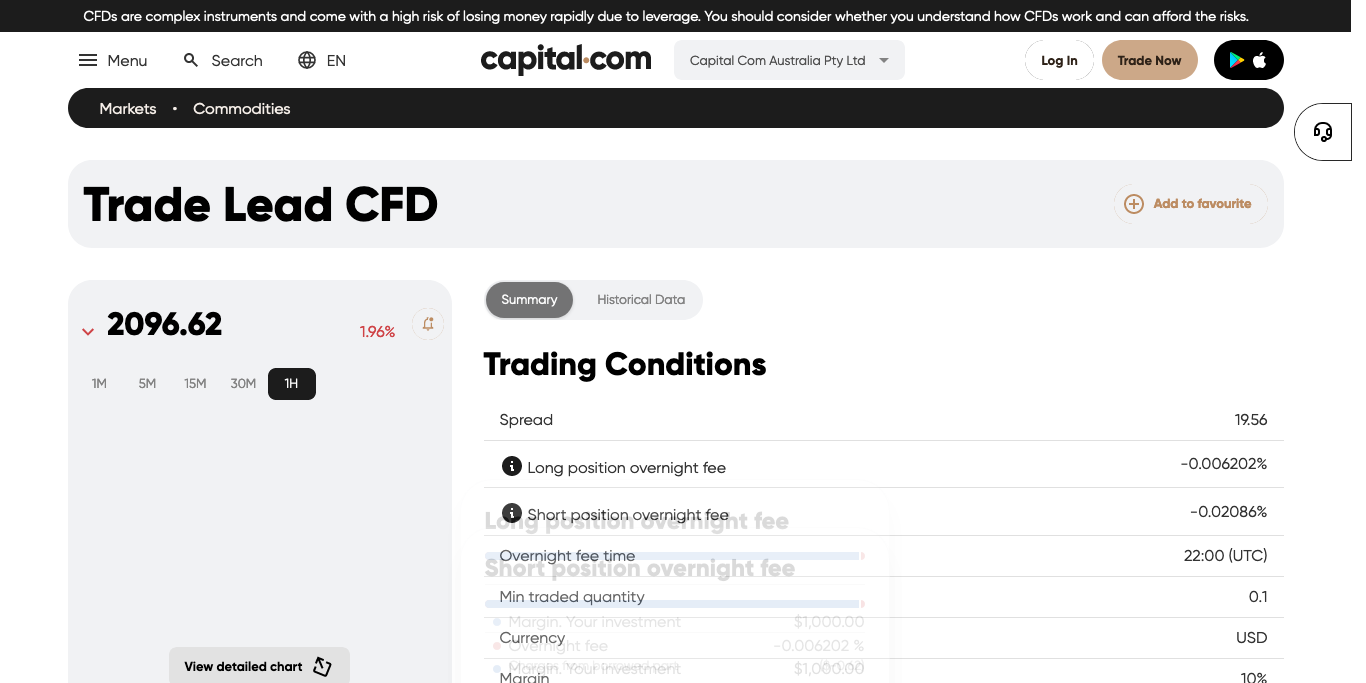 CFDs are complex instruments and come with a high risk of losing money rapidly due to leverage. You should consider whether you understand how CFDs work and can afford the risks.
Menu Search EN capital.com Capital Com Australia Pty Ltd Log In Trade Now
Markets • Commodities
Trade Lead CFD Add to favourite
2096.62 1.96%
1M 5M 15M 30M 1H
View detailed chart
Summary Historical Data
Trading Conditions
Spread 19.56
Long position overnight fee -0.006202%
Short position overnight fee -0.02086%
Long position overnight fee
Overnight fee time 22:00 (UTC)
Short position overnight fee
Min traded quantity 0.1
Margin. Your investment $1,000.00
Currency USD
Overnight fee -0.006202 %
Margin. Your investment $1,000.00
Margin 10%